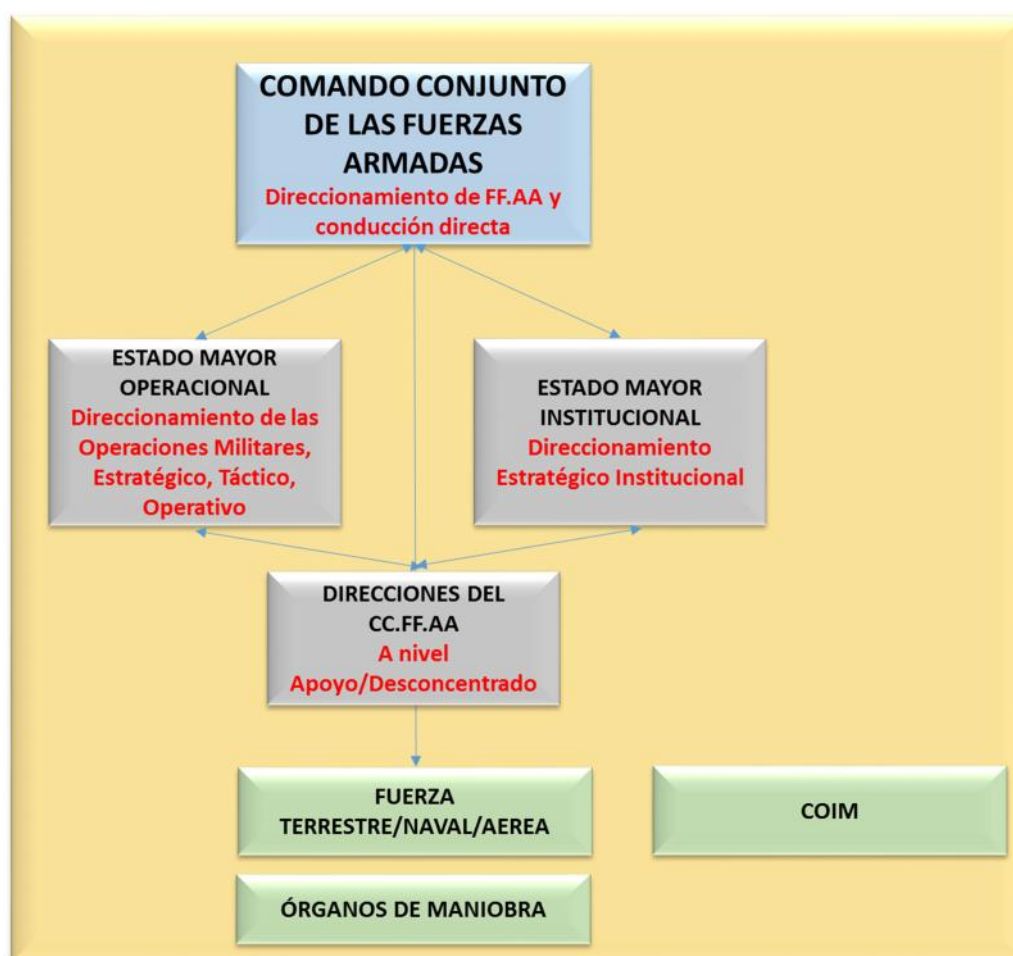 COMANDO CONJUNTO
DE LAS FUERZAS
ARMADAS
Direccionamiento de FF.AA y
conducción directa
ESTADO MAYOR
OPERACIONAL
Direccionamiento de las
Operaciones Militares,
Estratégico, Táctico,
Operativo
ESTADO MAYOR
INSTITUCIONAL
Direccionamiento
Estratégico Institucional
DIRECCIONES DEL
CC.FF.AA
A nivel
Apoyo/Desconcentrado
FUERZA
TERRESTRE/NAVAL/AEREA
COIM
ÓRGANOS DE MANIOBRA